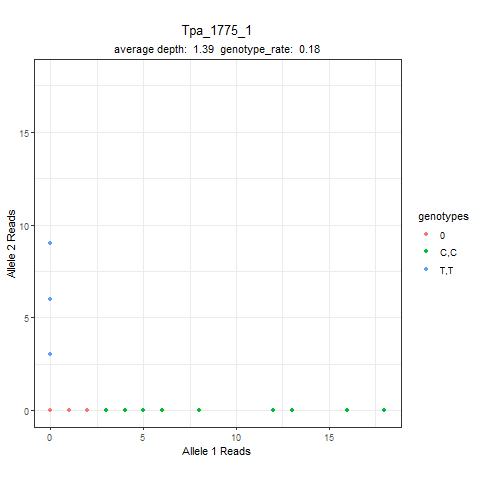 Tpa_1775_1
average depth: 1.39 genotype_rate: 0.18
Allele 2 Reads
15
10
5
0
0 5 10 15
Allele 1 Reads
genotypes
0
C,C
T,T